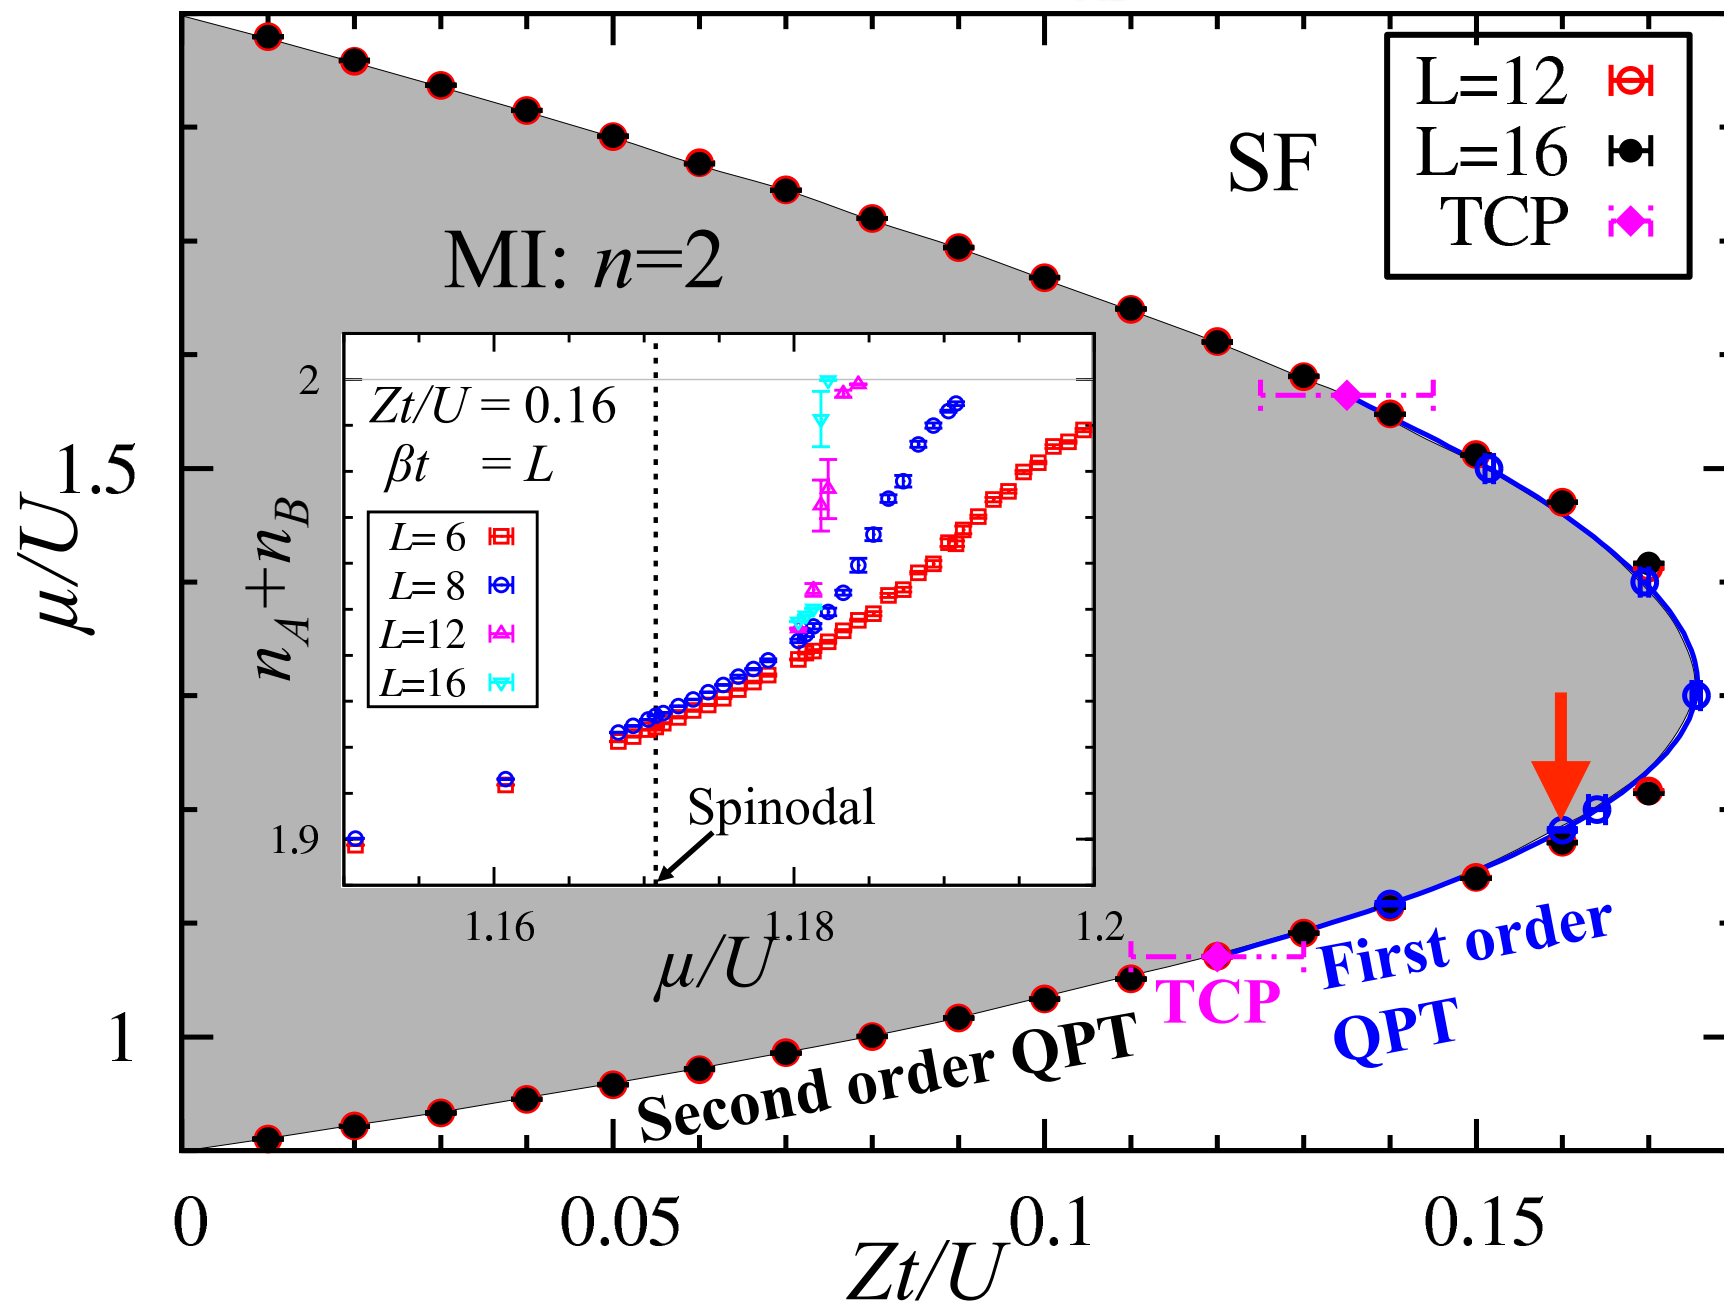 L=12
L=16
TCP
SF
MI: n=2
2
1.9
Zt/U = 0.16
βt = L
L= 6
L= 8
L=12
L=16
n_A+n_B
Spinodal
1.16
1.18
1.2
μ/U
1.5
1
μ/U
First order
QPT
TCP
Second order QPT
0
0.05
0.1
0.15
Zt/U